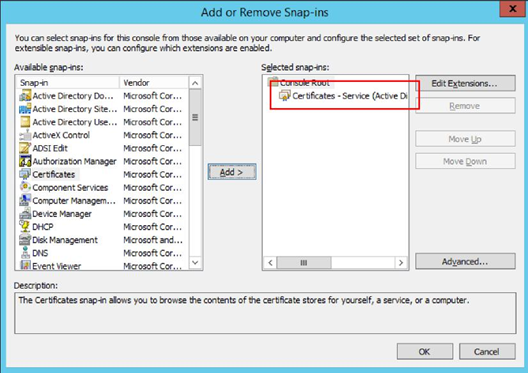 Add or Remove Snap-ins
x
You can select snap-ins for this console from those available on your computer and configure the selected set of snap-ins. For
extensible snap-ins, you can configure which extensions are enabled.
Available snap-ins:
Snap-in Vendor
Active Directory Do... Microsoft Cor...
Active Directory Site... Microsoft Cor...
Active Directory Use... Microsoft Cor...
ActiveX Control Microsoft Cor...
ADSI Edit Microsoft Cor...
Authorization Manager Microsoft Cor...
Certificates Microsoft Cor...
Component Services Microsoft Cor...
Computer Managem... Microsoft Cor...
Device Manager Microsoft Cor...
DHCP Microsoft Cor...
Disk Management Microsoft and...
DNS Microsoft Cor...
Event Viewer Microsoft Cor...
Add >
Selected snap-ins:
Console Root
Certificates - Service (Active Di
Edit Extensions...
Remove
Move Up
Move Down
Advanced...
Description:
The Certificates snap-in allows you to browse the contents of the certificate stores for yourself, a service, or a computer.
OK
Cancel